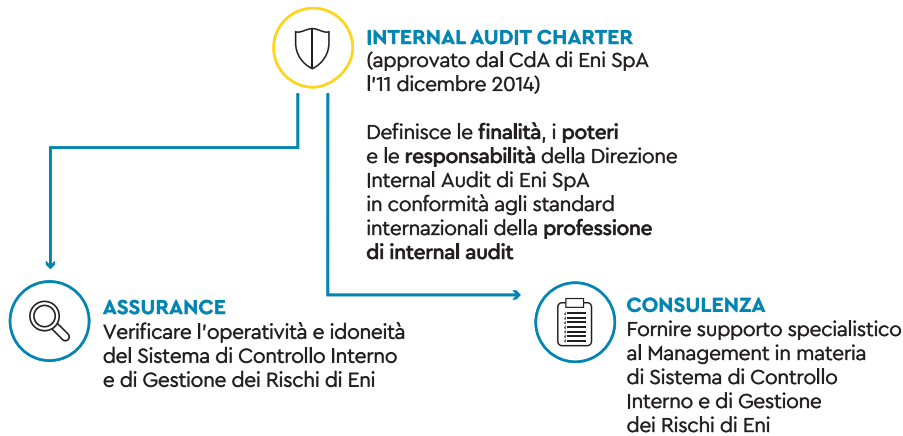 INTERNAL AUDIT CHARTER
(approvato dal CdA di Eni SpA
l'11 dicembre 2014)
Definisce le finalità, i poteri
e le responsabilità della Direzione
Internal Audit di Eni SpA
in conformità agli standard
internazionali della professione
di internal audit
ASSURANCE
Verificare l'operatività e idoneità
del Sistema di Controllo Interno
e di Gestione dei Rischi di Eni
CONSULENZA
Fornire supporto specialistico
al Management in materia
di Sistema di Controllo
Interno e di Gestione
dei Rischi di Eni